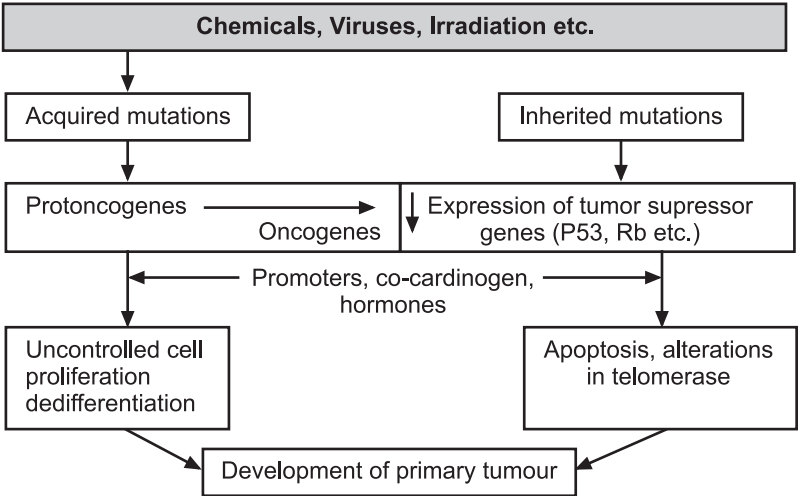 Chemicals, Viruses, Irradiation etc.
Acquired mutations
Inherited mutations
Protoncogenes
Oncogenes
Expression of tumor supressor
genes (P53, Rb etc.)
Promoters, co-cardinogen,
hormones
Uncontrolled cell
proliferation
dedifferentiation
Apoptosis, alterations
in telomerase
Development of primary tumour